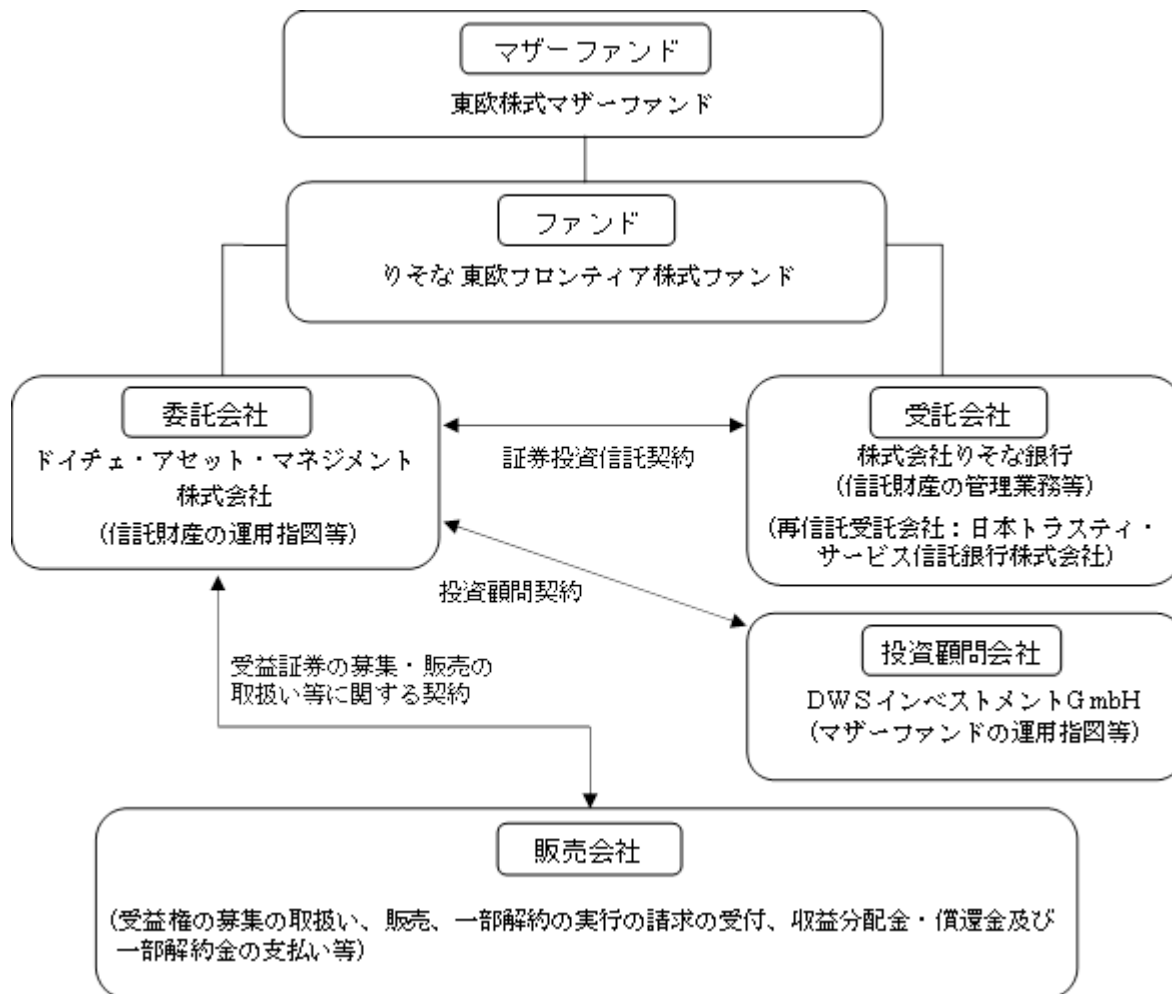 マザーファンド
東欧株式マザーファンド
ファンド
りそな 東欧フロンティア株式ファンド
委託会社
ドイチェ・アセット・マネジメント
株式会社
(信託財産の運用指図等)
証券投資信託契約
受託会社
株式会社りそな銀行
(信託財産の管理業務等)
(再信託受託会社：日本トラスティ・
サービス信託銀行株式会社)
投資顧問契約
投資顧問会社
DWSインベストメントGmbH
(マザーファンドの運用指図等)
受益証券の募集・販売の
取扱い等に関する契約
販売会社
(受益権の募集の取扱い、販売、一部解約の実行の請求の受付、収益分配金・償還金及び
一部解約金の支払い等)